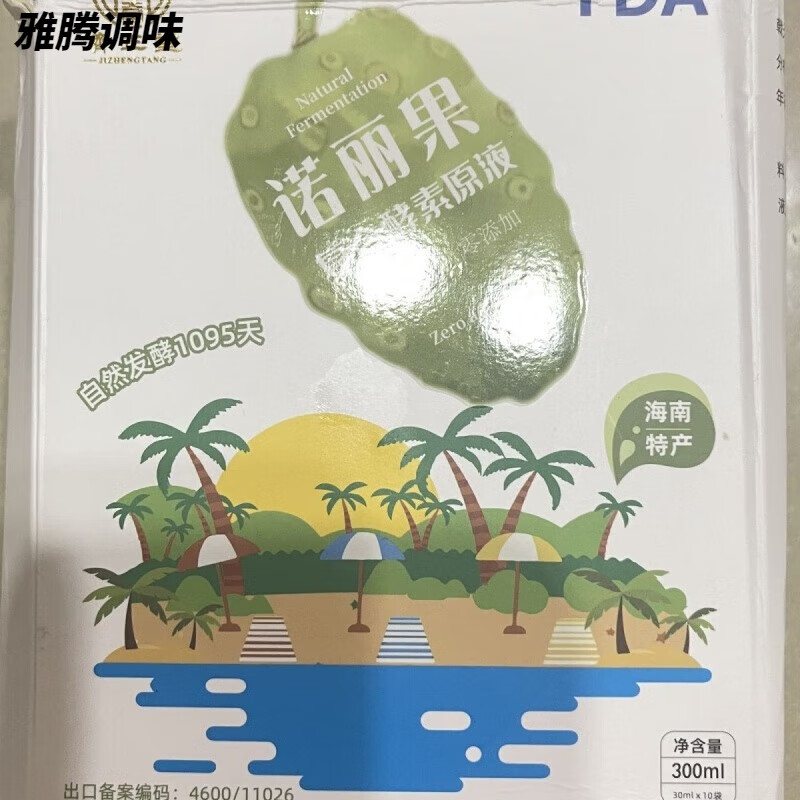 雅腾调味
JIZHENGTANG
Natural
Fermentation
诺丽果
酵素原液
零添加
Zero
自然发酵1095天
海南
特产
净含量
300ml
30ml x 10袋
出口备案编码：4600/11026